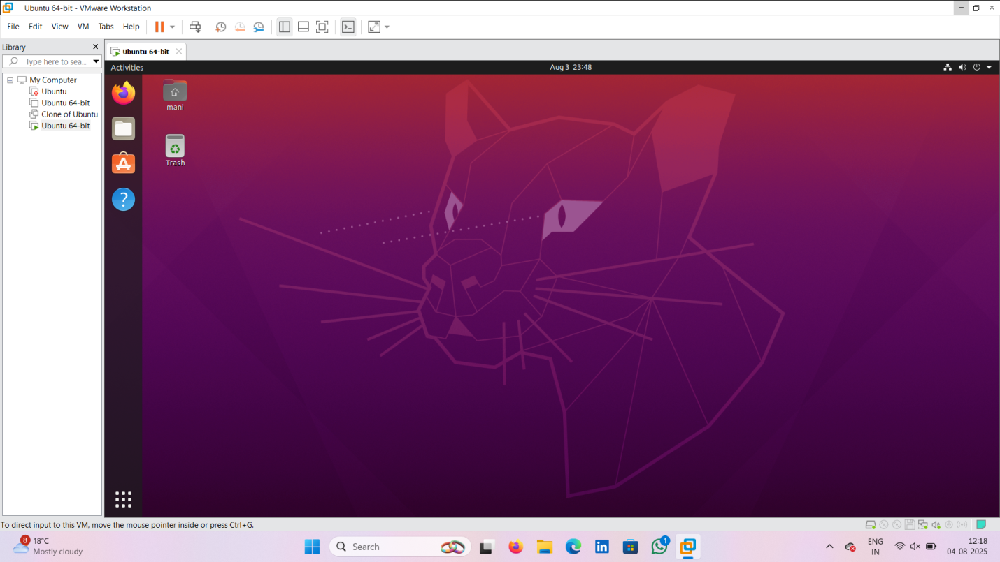 Ubuntu 64-bit - VMware Workstation
File Edit View VM Tabs Help
Library
Type here to sea...
My Computer
Ubuntu
Ubuntu 64-bit
Clone of Ubuntu
Ubuntu 64-bit
Ubuntu 64-bit
Activities
Aug 3 23:48
mani
Trash
To direct input to this VM, move the mouse pointer inside or press Ctrl+G.
8
18°C
Mostly cloudy
Search
1
ENG
IN
12:18
04-08-2025